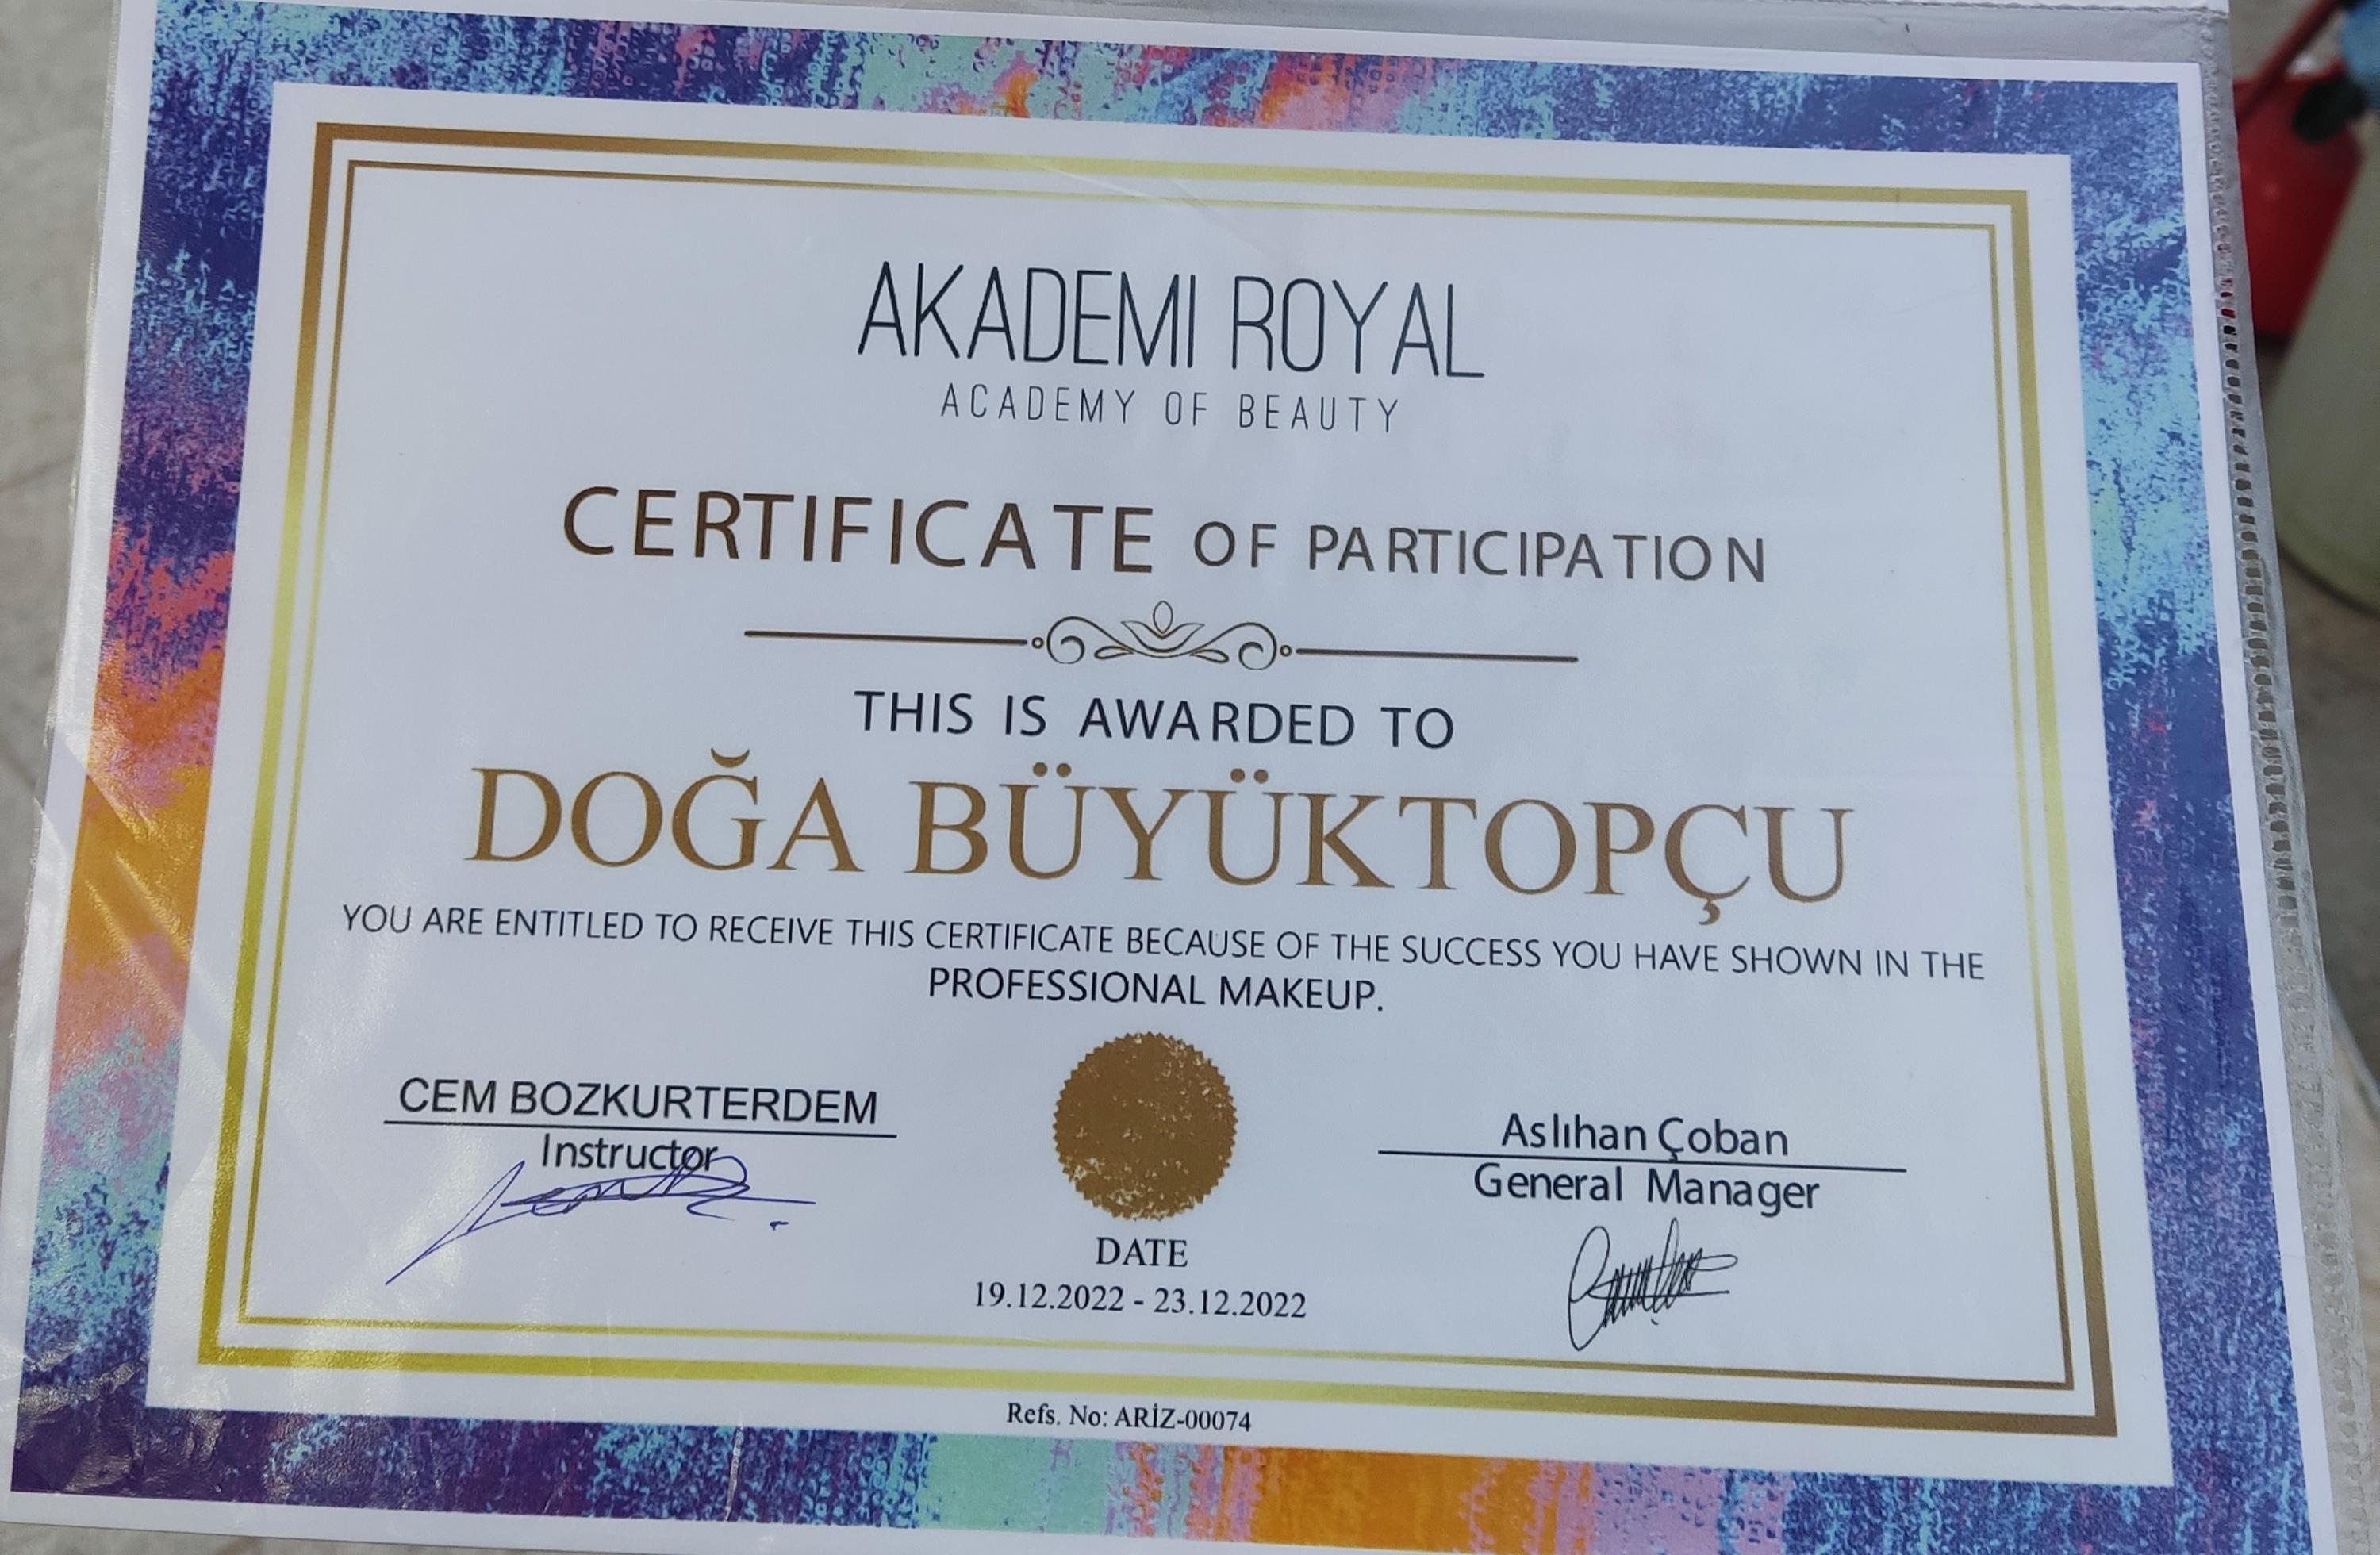 AKADEMI ROYAL
ACADEMY OF BEAUTY
CERTIFICATE OF PARTICIPATION
THIS IS AWARDED TO
DOĞA BÜYÜKTOPÇU
YOU ARE ENTITLED TO RECEIVE THIS CERTIFICATE BECAUSE OF THE SUCCESS YOU HAVE SHOWN IN THE
PROFESSIONAL MAKEUP.
CEM BOZKURTERDEM
Instructor
Aslıhan Çoban
General Manager
DATE
19.12.2022 - 23.12.2022
Refs. No: ARİZ-00074